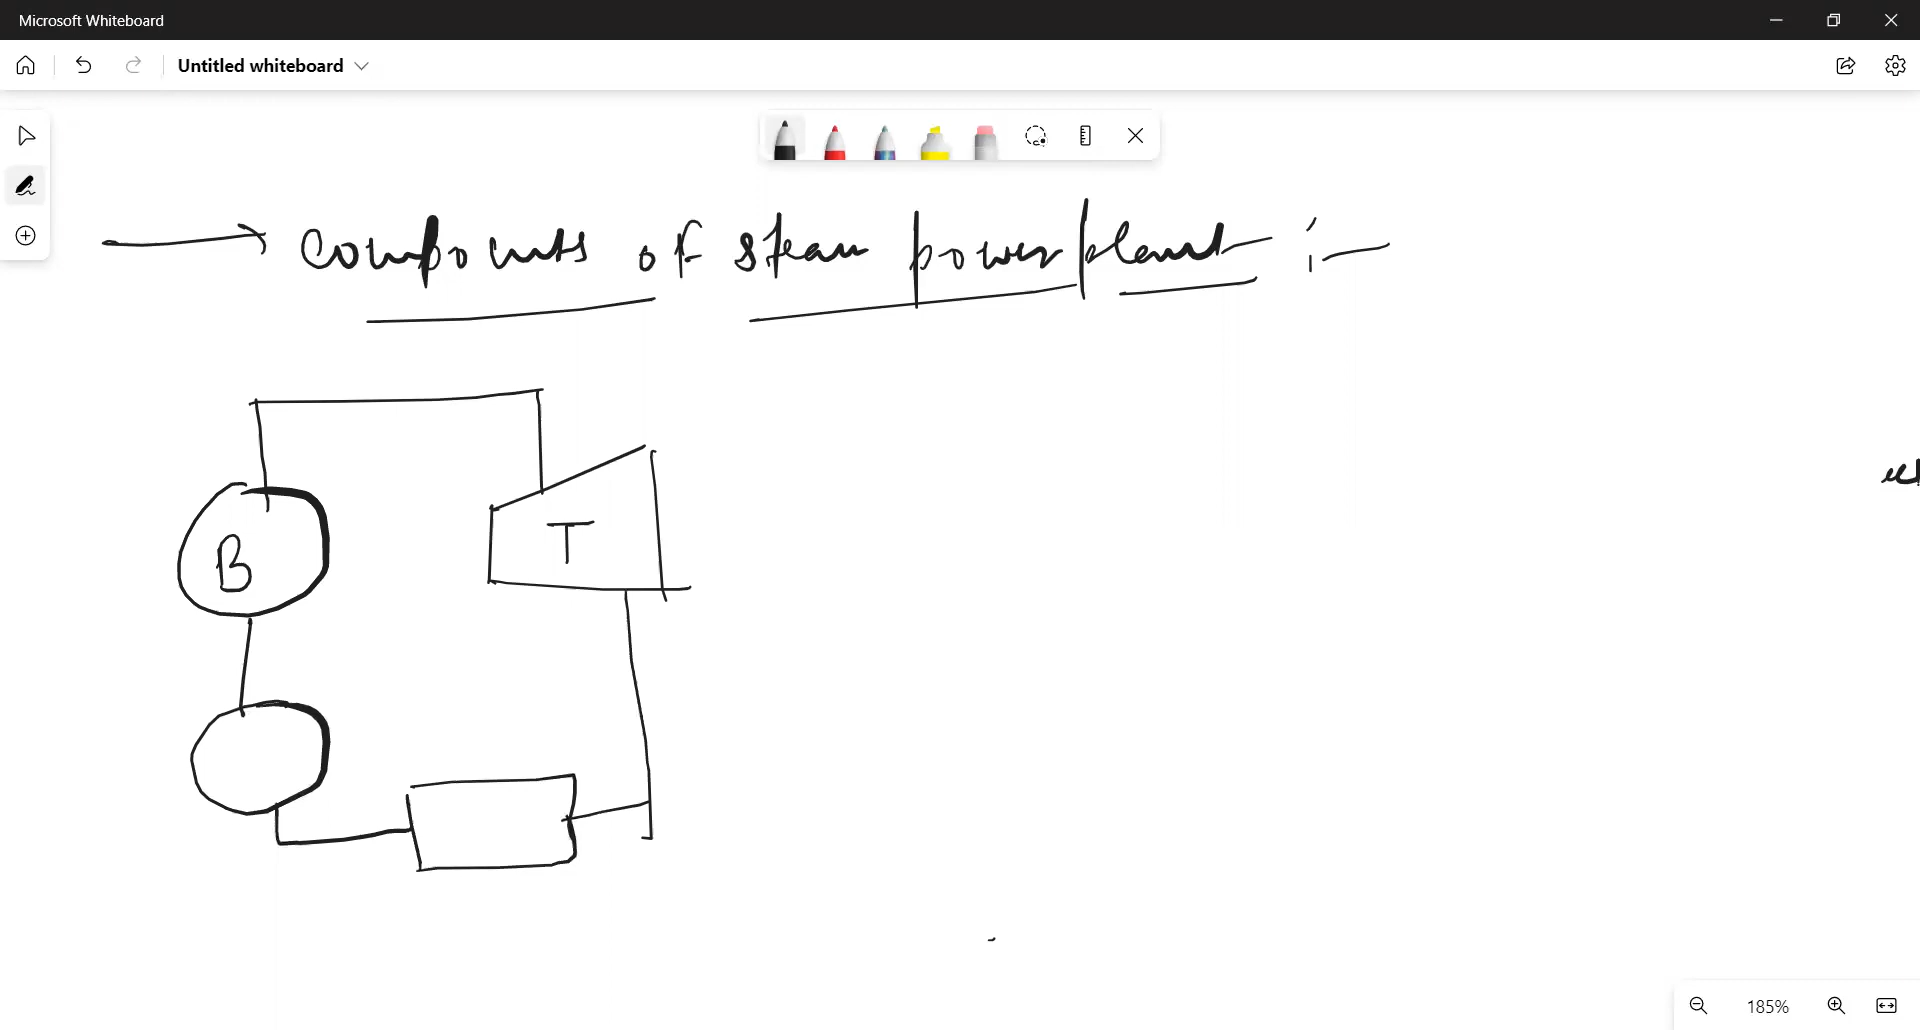 Microsoft Whiteboard
Untitled whiteboard
components of steam power plant :-
B
T
185%